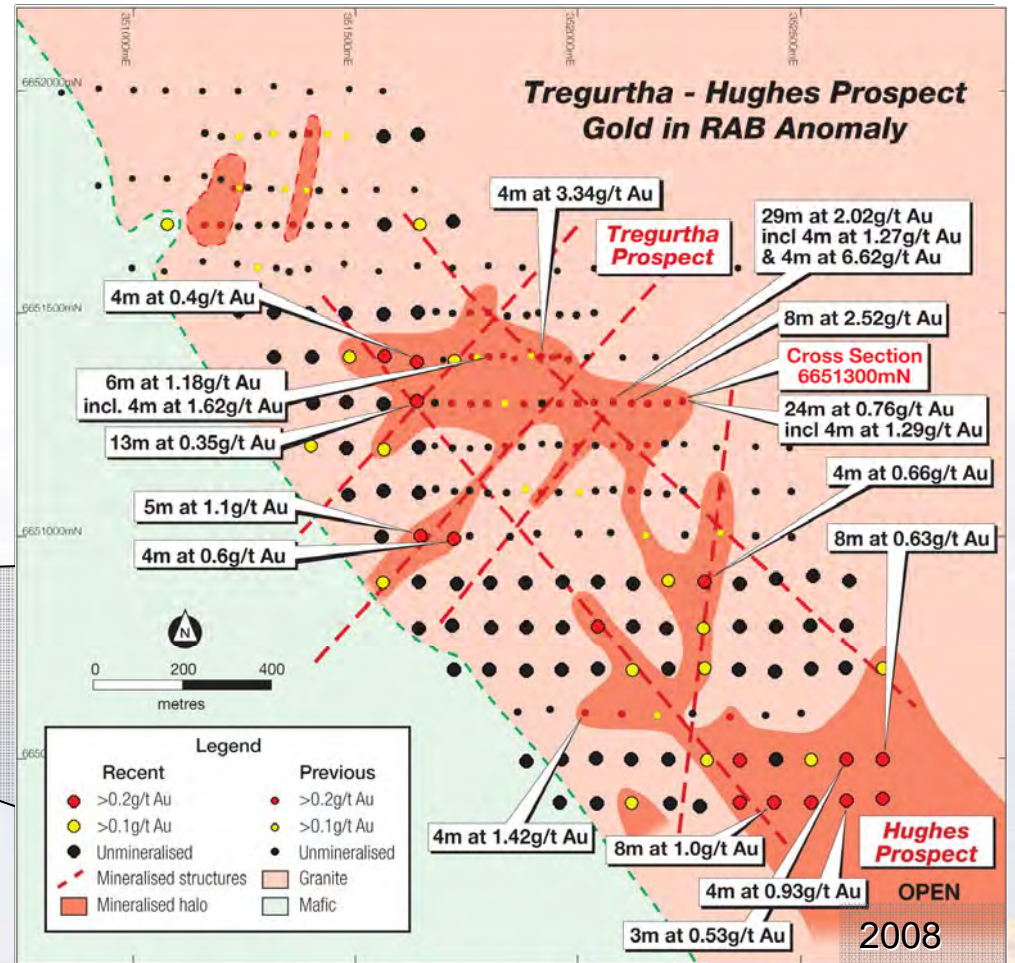 351000mE
351500mE
352000mE
352500mE
6652000mN
Tregurtha - Hughes Prospect
Gold in RAB Anomaly
4m at 3.34g/t Au
Tregurtha
Prospect
29m at 2.02g/t Au
incl 4m at 1.27g/t Au
& 4m at 6.62g/t Au
4m at 0.4g/t Au
6651500mN
8m at 2.52g/t Au
Cross Section
6651300mN
6m at 1.18g/t Au
incl. 4m at 1.62g/t Au
24m at 0.76g/t Au
incl 4m at 1.29g/t Au
13m at 0.35g/t Au
4m at 0.66g/t Au
5m at 1.1g/t Au
6651000mN
8m at 0.63g/t Au
4m at 0.6g/t Au
N
0 200 400
metres
Legend
Recent Previous
>0.2g/t Au >0.2g/t Au
>0.1g/t Au >0.1g/t Au
Unmineralised Unmineralised
Mineralised structures Granite
Mineralised halo Mafic
4m at 1.42g/t Au
8m at 1.0g/t Au
Hughes
Prospect
4m at 0.93g/t Au
OPEN
3m at 0.53g/t Au
2008